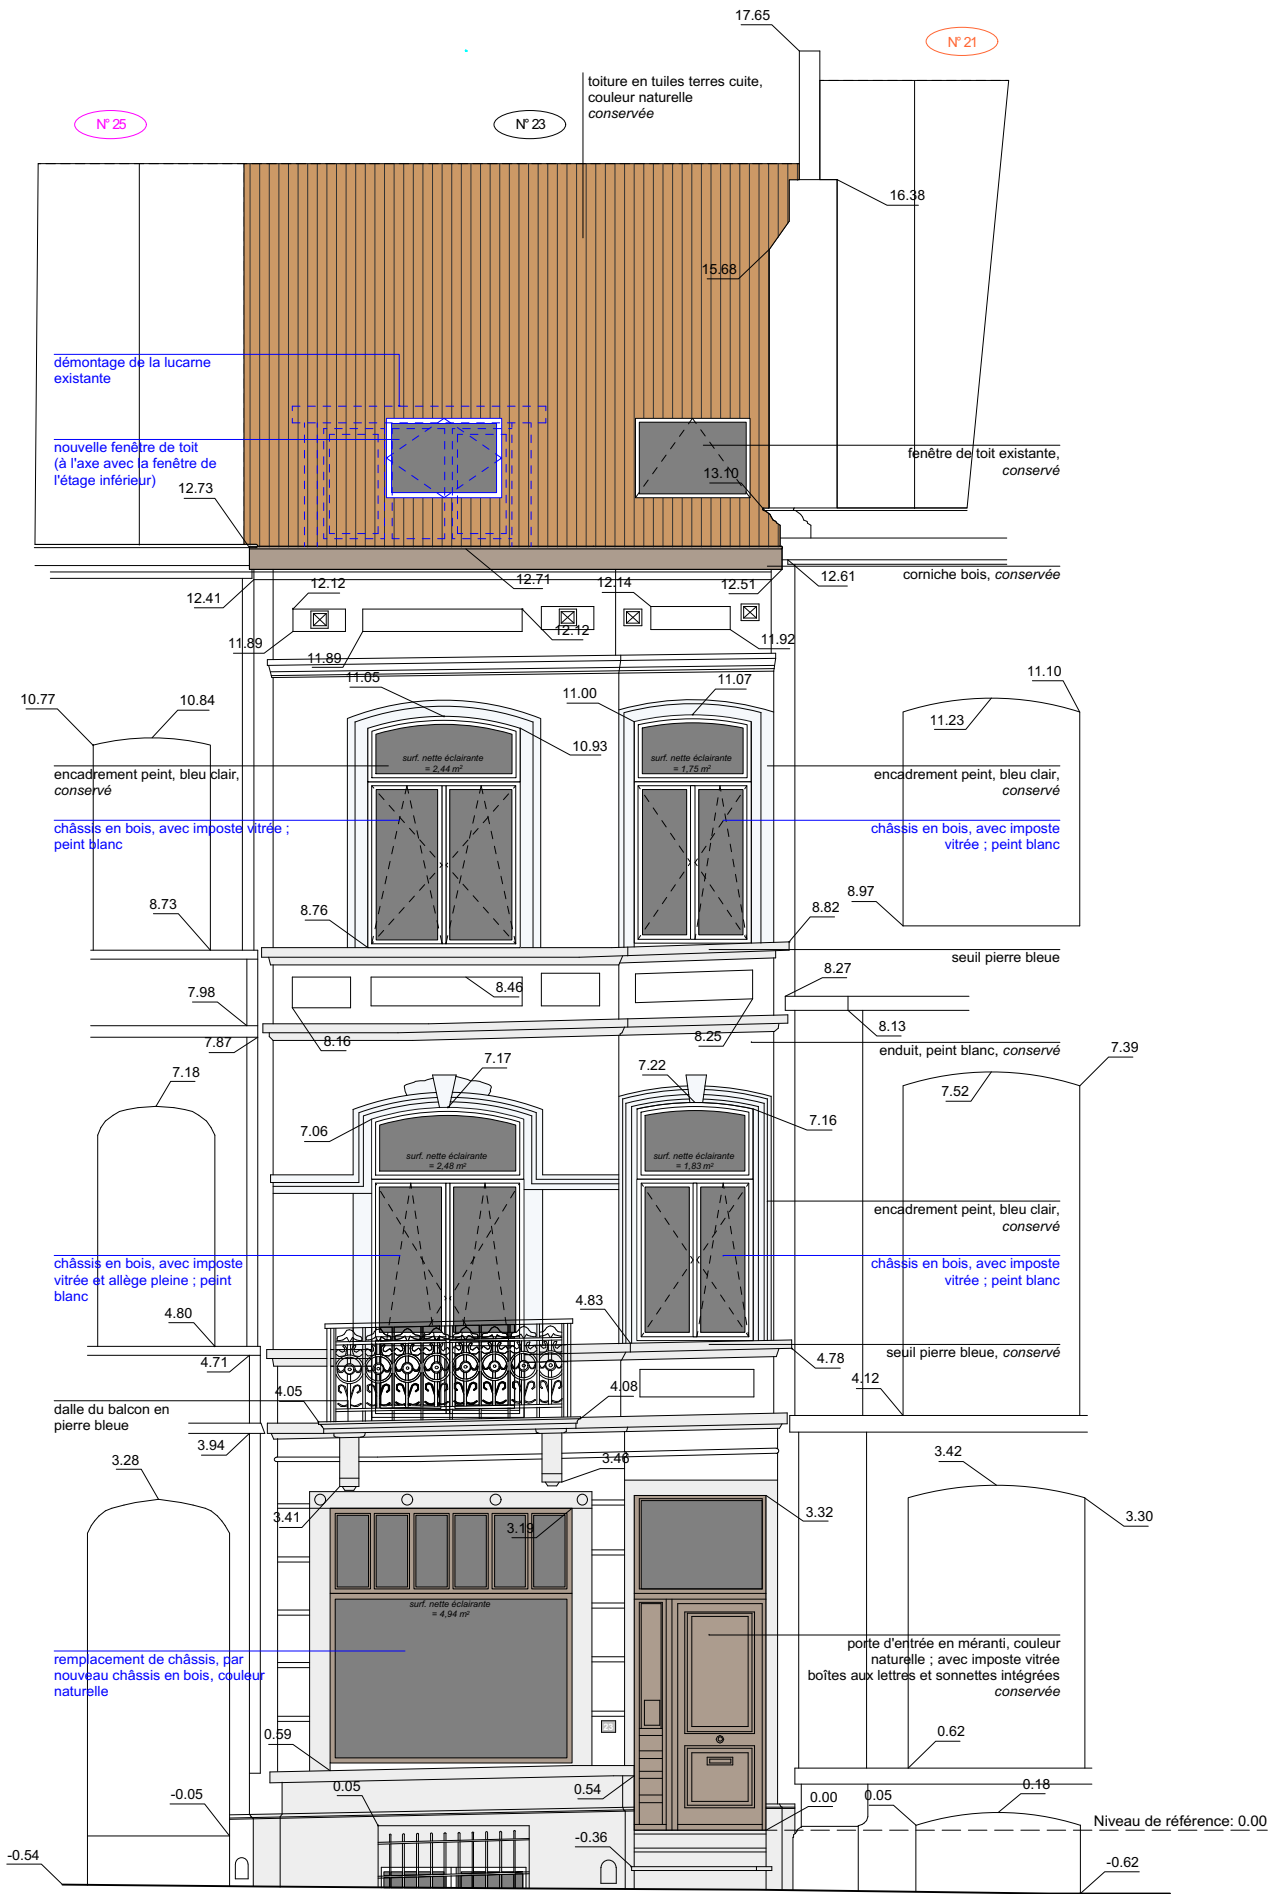 17.65
N° 21
toiture en tuiles terres cuite,
couleur naturelle
conservée
N° 25
N° 23
16.38
15.68
démontage de la lucarne
existante
nouvelle fenêtre de toit
(à l'axe avec la fenêtre de
l'étage inférieur)
fenêtre de toit existante,
conservé
13.10
12.73
12.71
12.61
corniche bois, conservée
12.41
12.12
12.14
12.51
11.89
11.89
12.12
11.92
11.05
11.00
11.07
11.10
10.77
10.84
11.23
10.93
surf. nette éclairante
= 2,44 m²
surf. nette éclairante
= 1,75 m²
encadrement peint, bleu clair,
conservé
encadrement peint, bleu clair,
conservé
châssis en bois, avec imposte vitrée ;
peint blanc
châssis en bois, avec imposte
vitrée ; peint blanc
8.73
8.76
8.82
8.97
seuil pierre bleue
7.98
8.46
8.27
7.87
8.16
8.25
8.13
enduit, peint blanc, conservé
7.18
7.17
7.22
7.39
7.52
7.06
7.16
surf. nette éclairante
= 2,48 m²
surf. nette éclairante
= 1,83 m²
encadrement peint, bleu clair,
conservé
châssis en bois, avec imposte
vitrée et allège pleine ; peint
blanc
châssis en bois, avec imposte
vitrée ; peint blanc
4.80
4.83
4.71
4.78
seuil pierre bleue, conservé
4.05
4.08
4.12
dalle du balcon en
pierre bleue
3.94
3.28
3.46
3.42
3.41
3.19
3.32
3.30
surf. nette éclairante
= 4,94 m²
remplacement de châssis, par
nouveau châssis en bois, couleur
naturelle
porte d'entrée en méranti, couleur
naturelle ; avec imposte vitrée
boîtes aux lettres et sonnettes intégrées
conservée
23
0.59
0.62
0.54
-0.05
0.05
0.00
0.05
0.18
Niveau de référence: 0.00
-0.36
-0.54
-0.62